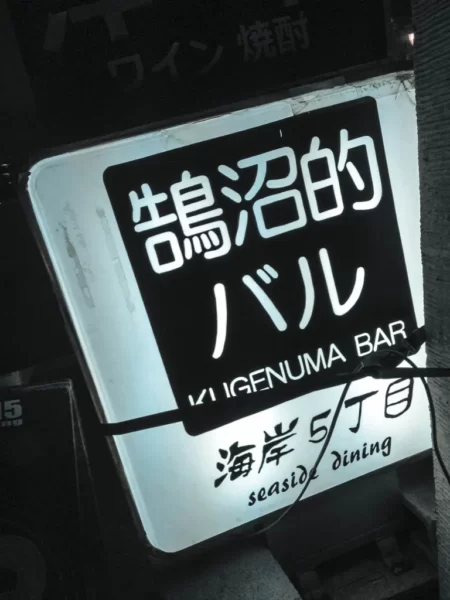 ワイン 焼酎
鵠沼的
バル
KUGENUMA BAR
海岸5丁目
seaside dining
15